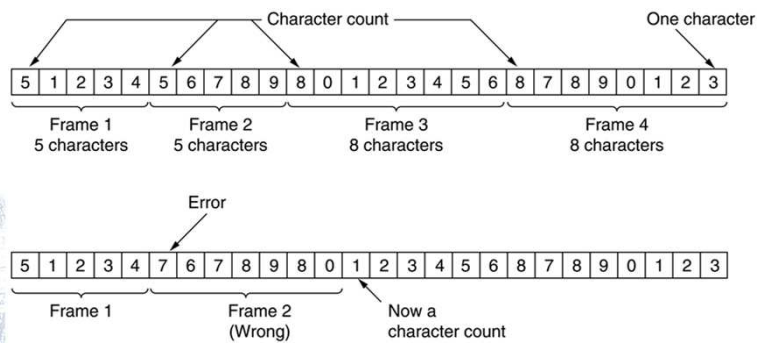 Character count
One character
5 1 2 3 4 5 6 7 8 9 8 0 1 2 3 4 5 6 8 7 8 9 0 1 2 3
Frame 1
5 characters
Frame 2
5 characters
Frame 3
8 characters
Frame 4
8 characters
Error
5 1 2 3 4 7 6 7 8 9 8 0 1 2 3 4 5 6 8 7 8 9 0 1 2 3
Frame 1
Frame 2
(Wrong)
Now a
character count